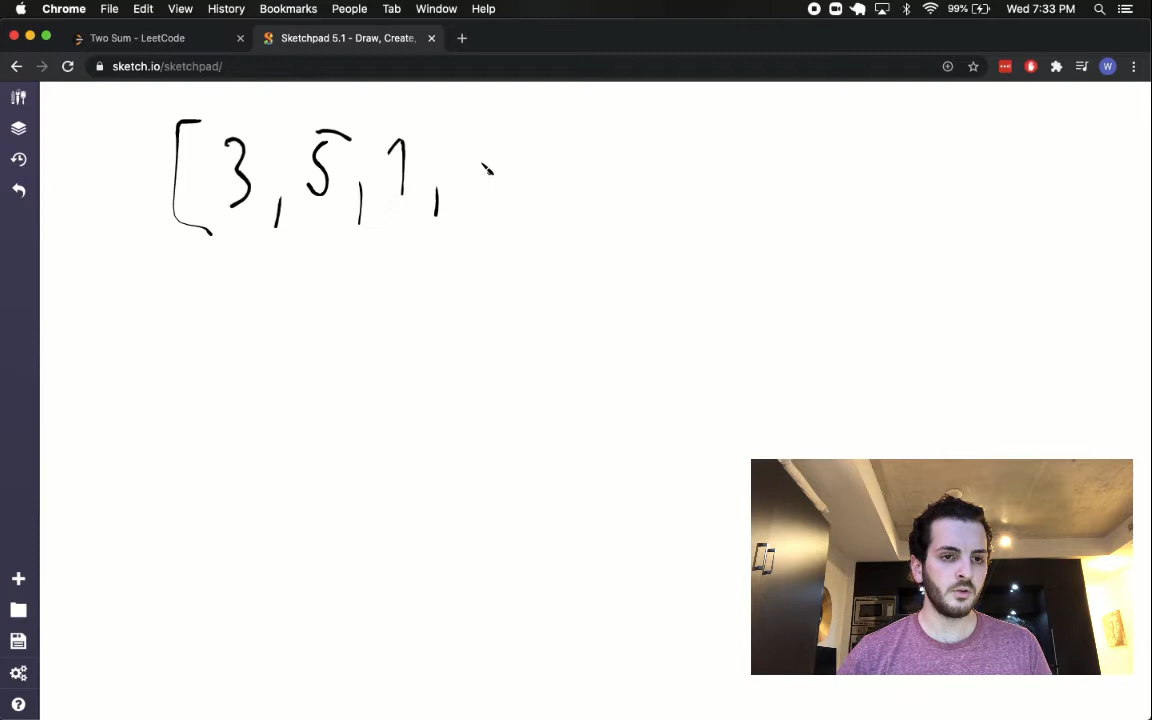 Chrome File Edit View History Bookmarks People Tab Window Help 99% Wed 7:33 PM
Two Sum - LeetCode Sketchpad 5.1 - Draw, Create,
sketch.io/sketchpad/ W
[3, 5, 1,